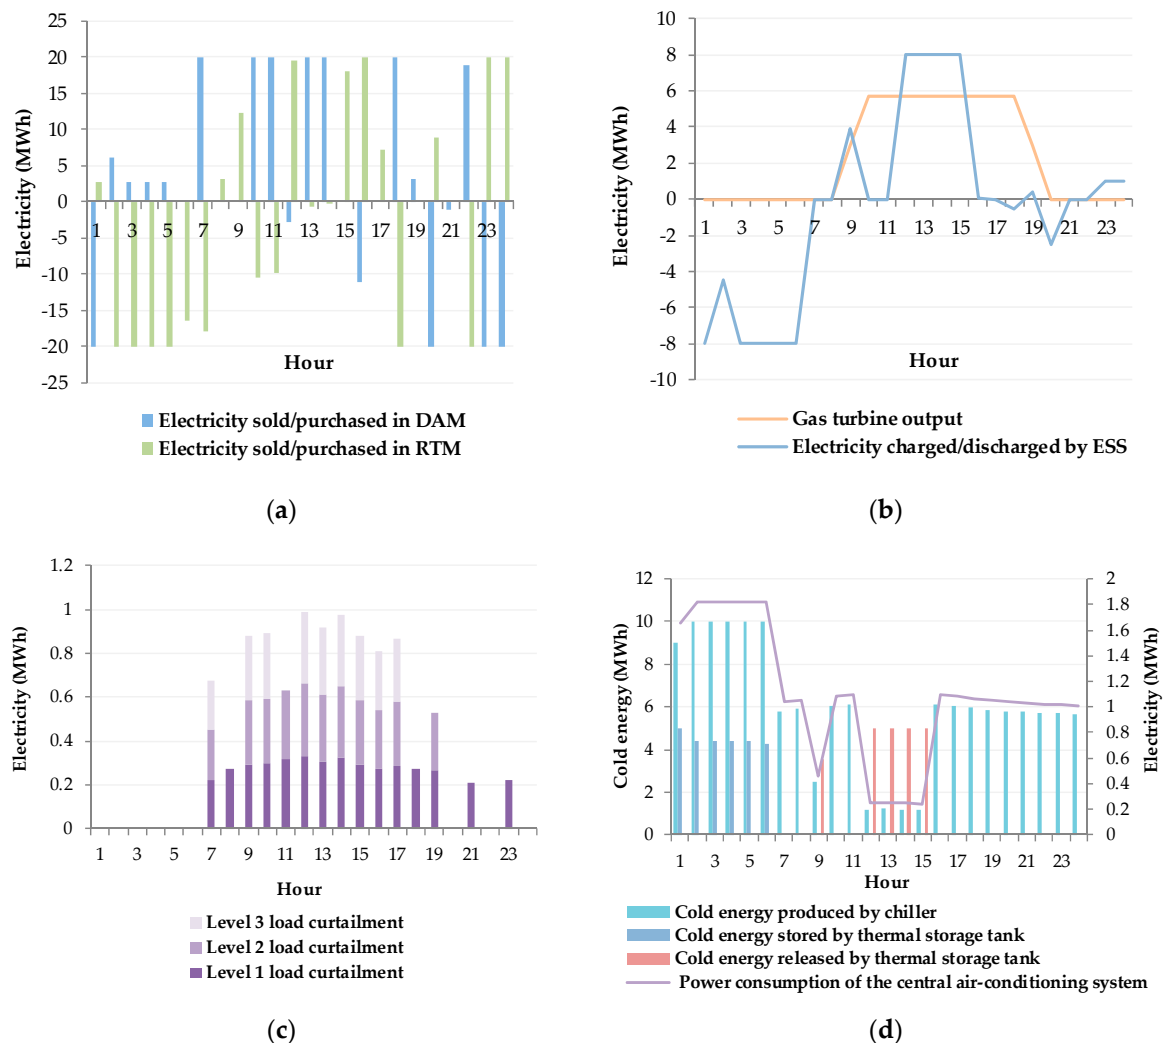 25
20
15
10
5
0
-5
-10
-15
-20
-25
Electricity (MWh)
1 3 5 7 9 11 13 15 17 19 21 23
Hour
Electricity sold/purchased in DAM
Electricity sold/purchased in RTM
(a)
10
8
6
4
2
0
-2
-4
-6
-8
-10
Electricity (MWh)
1 3 5 7 9 11 13 15 17 19 21 23
Hour
Gas turbine output
Electricity charged/discharged by ESS
(b)
1.2
1
0.8
0.6
0.4
0.2
0
Electricity (MWh)
1 3 5 7 9 11 13 15 17 19 21 23
Hour
Level 3 load curtailment
Level 2 load curtailment
Level 1 load curtailment
(c)
12
10
8
6
4
2
0
Cold energy (MWh)
2
1.8
1.6
1.4
1.2
1
0.8
0.6
0.4
0.2
0
Electricity (MWh)
1 3 5 7 9 11 13 15 17 19 21 23
Hour
Cold energy produced by chiller
Cold energy stored by thermal storage tank
Cold energy released by thermal storage tank
Power consumption of the central air-conditioning system
(d)